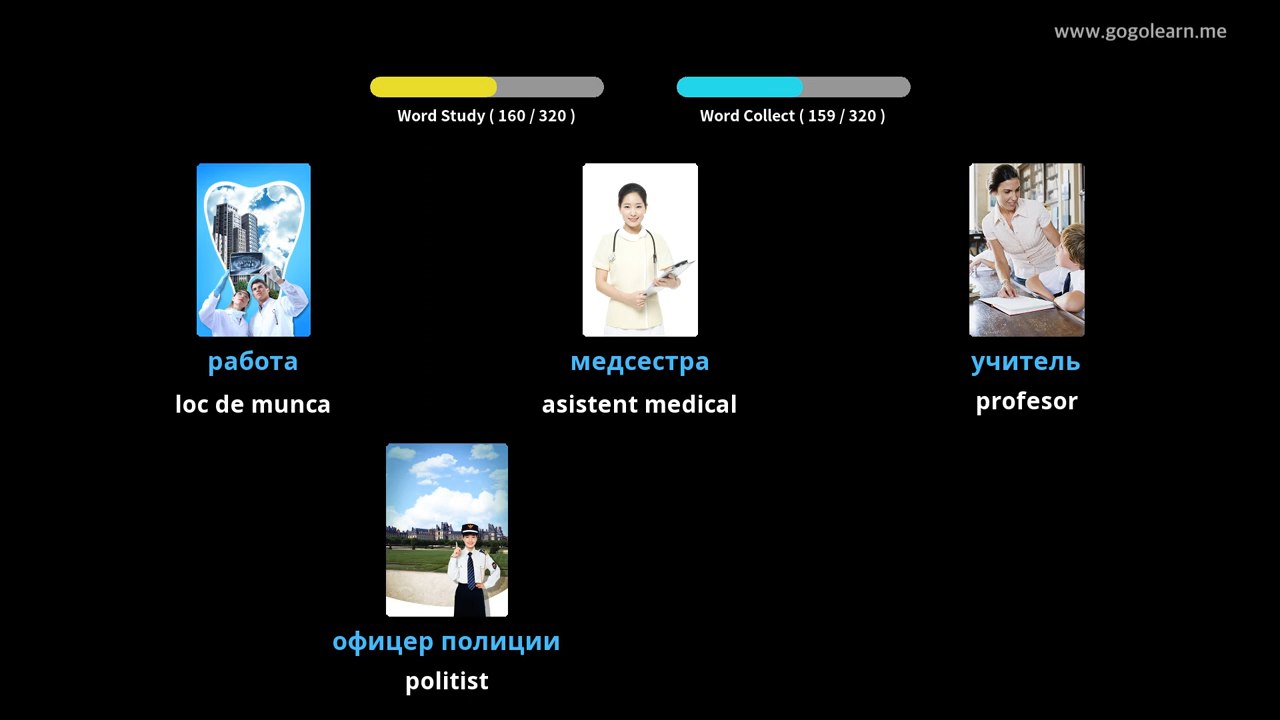 www.gogolearn.me
Word Study ( 160 / 320 )
Word Collect ( 159 / 320 )
работа
медсестра
учитель
loc de munca
asistent medical
profesor
офицер полиции
politist